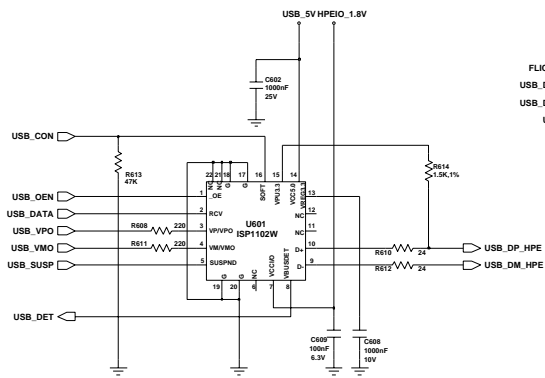 USB_5V HPEIO_1.8V
FLIC
USB_D
USB_D
U
C602
1000nF
25V
USB_CON
R613
47K
22 21 18 17 16 15 14
NC NC G G SOFT VPU3.3 VCC5.0
R614
1.5K,1%
USB_OEN 1 _OE
VREG3.3 13
USB_DATA 2 RCV
NC 12
U601
ISP1102W
USB_VPO R608 220 3 VP/VPO
NC 11
USB_VMO R611 220 4 VM/VMO
D+ 10 R610 24 USB_DP_HPE
USB_SUSP 5 SUSPND
D- 9 R612 24 USB_DM_HPE
G G NC VCCI/O VBUSDET
19 20 6 7 8
USB_DET
C609
100nF
6.3V
C608
1000nF
10V